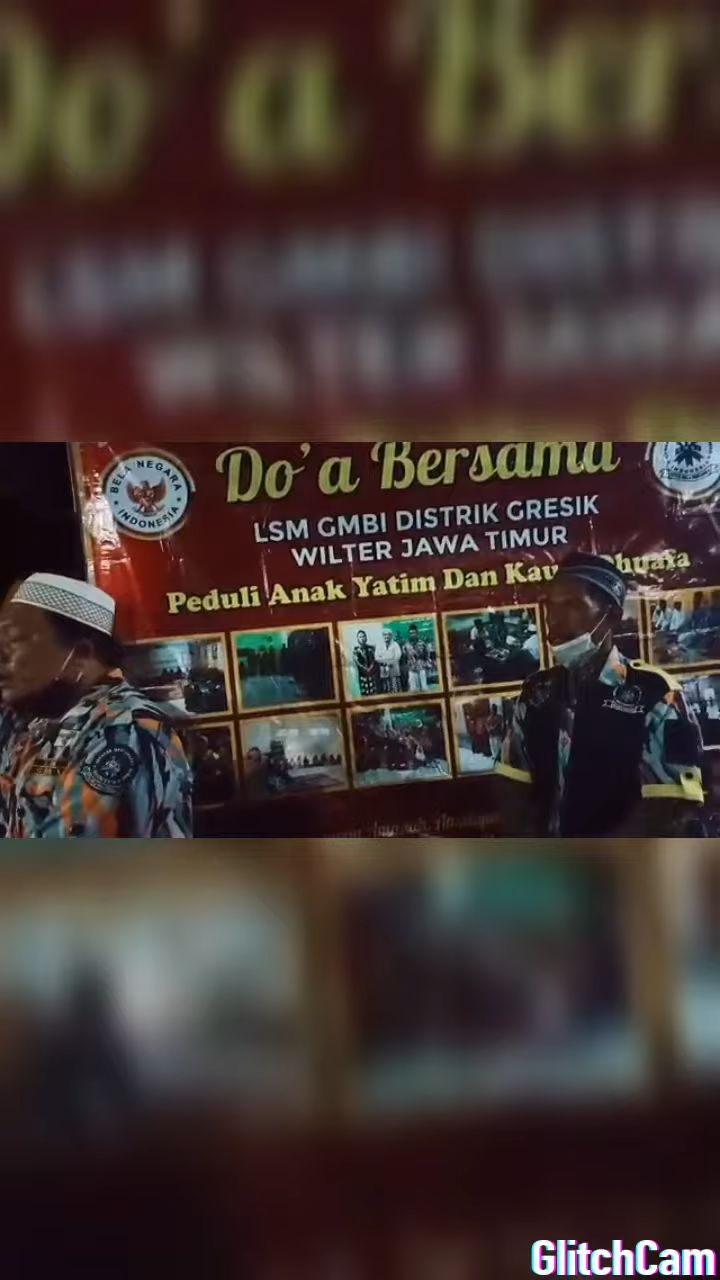 Do'a Bersama
BELA NEGARA
INDONESIA
LSM GMBI DISTRIK GRESIK
WILTER JAWA TIMUR
Peduli Anak Yatim Dan
GlitchCam